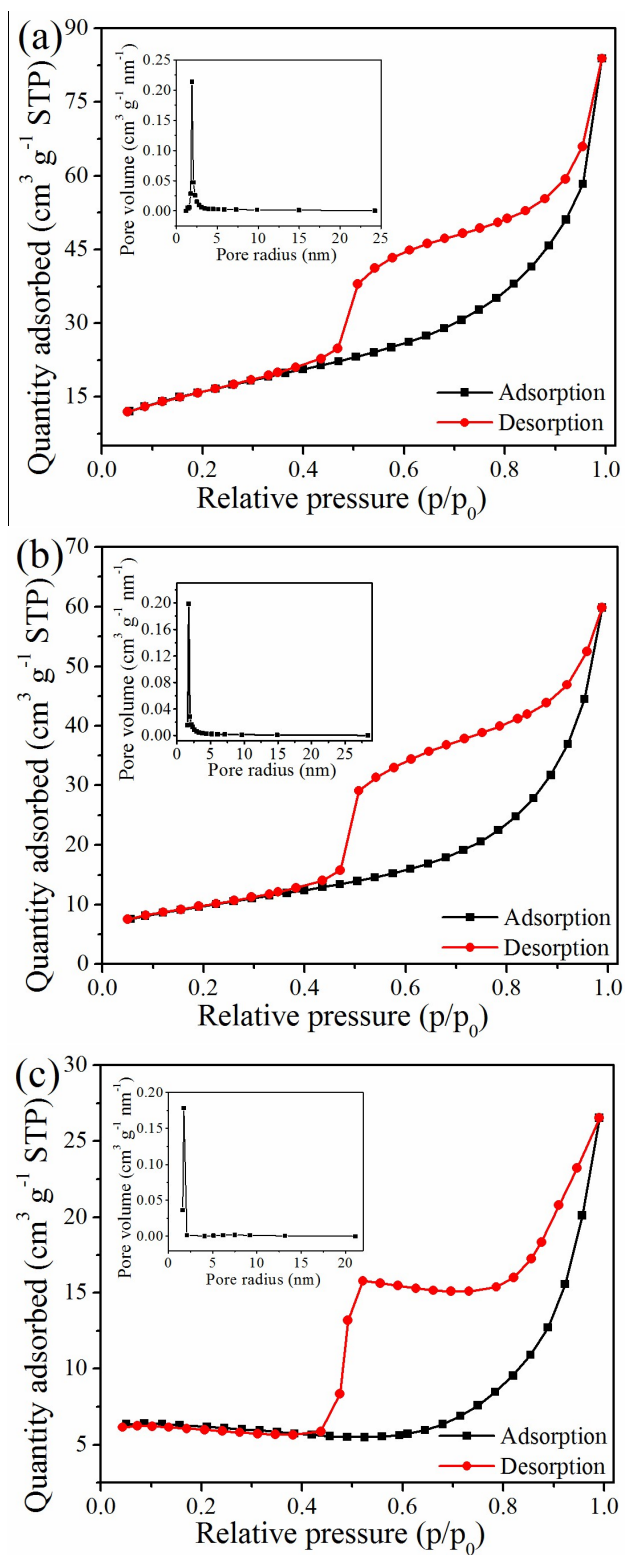 (a)
90
75
60
45
30
15
0.0 0.2 0.4 0.6 0.8 1.0
Quantity adsorbed (cm3 g-1 STP)
Relative pressure (p/p0)
Adsorption
Desorption
0.25
0.20
0.15
0.10
0.05
0.00
0 5 10 15 20 25
Pore volume (cm3 g-1 nm-1)
Pore radius (nm)
(b)
70
60
50
40
30
20
10
0
0.0 0.2 0.4 0.6 0.8 1.0
Quantity adsorbed (cm3 g-1 STP)
Relative pressure (p/p0)
Adsorption
Desorption
0.20
0.16
0.12
0.08
0.04
0.00
0 5 10 15 20 25
Pore volume (cm3 g-1 nm-1)
Pore radius (nm)
(c)
30
25
20
15
10
5
0.0 0.2 0.4 0.6 0.8 1.0
Quantity adsorbed (cm3 g-1 STP)
Relative pressure (p/p0)
Adsorption
Desorption
0.20
0.15
0.10
0.05
0.00
0 5 10 15 20
Pore volume (cm3 g-1 nm-1)
Pore radius (nm)